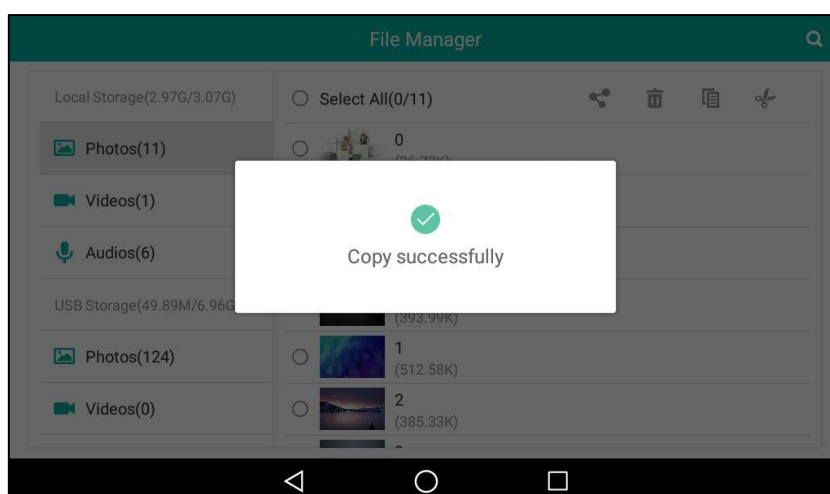 File Manager
Local Storage(2.97G/3.07G)
Photos(11)
Videos(1)
Audios(6)
USB Storage(49.89M/6.96G
Photos(124)
Videos(0)
Select All(0/11)
0
Copy successfully
(393.99K)
1
(512.58K)
2
(385.33K)